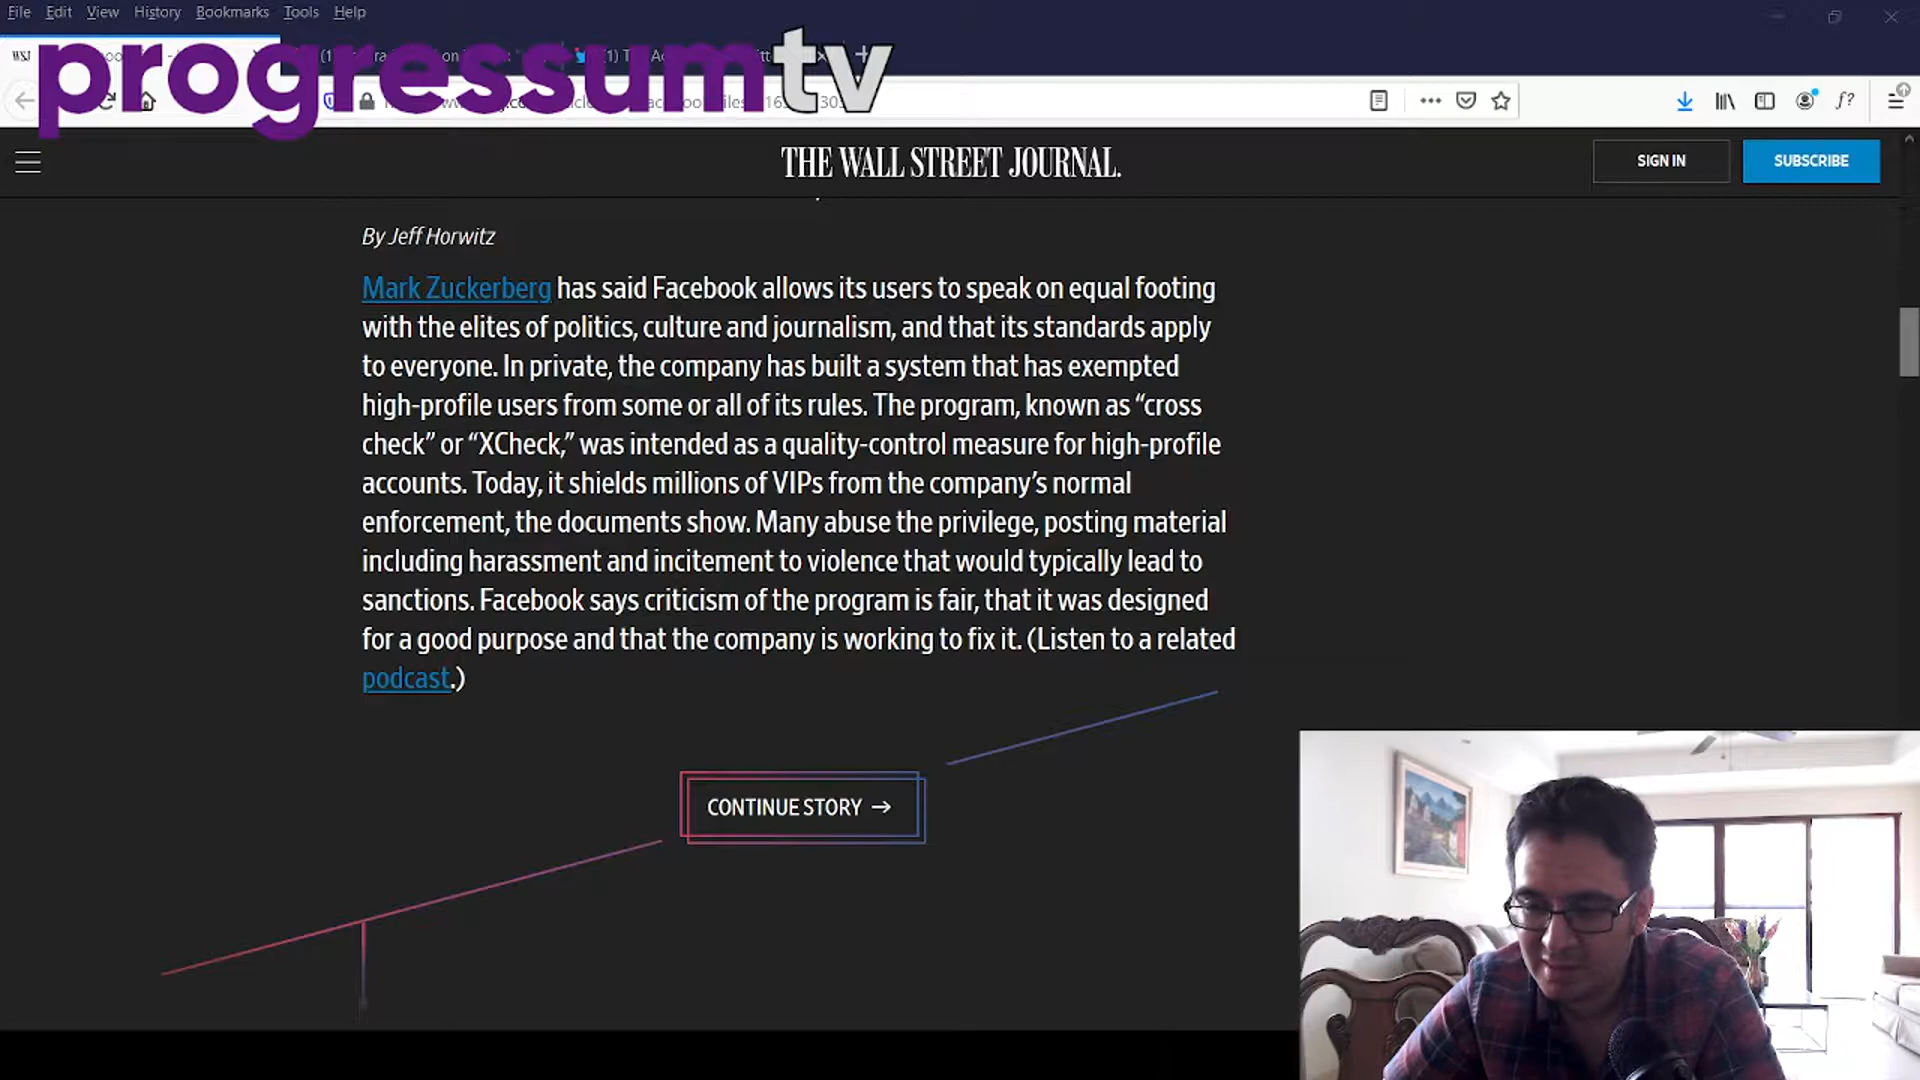 File Edit View History Bookmarks Tools Help
progressumtv
WSJ
THE WALL STREET JOURNAL.
SIGN IN
SUBSCRIBE
By Jeff Horwitz
Mark Zuckerberg has said Facebook allows its users to speak on equal footing
with the elites of politics, culture and journalism, and that its standards apply
to everyone. In private, the company has built a system that has exempted
high-profile users from some or all of its rules. The program, known as “cross
check” or “XCheck,” was intended as a quality-control measure for high-profile
accounts. Today, it shields millions of VIPs from the company’s normal
enforcement, the documents show. Many abuse the privilege, posting material
including harassment and incitement to violence that would typically lead to
sanctions. Facebook says criticism of the program is fair, that it was designed
for a good purpose and that the company is working to fix it. (Listen to a related
podcast.)
CONTINUE STORY →